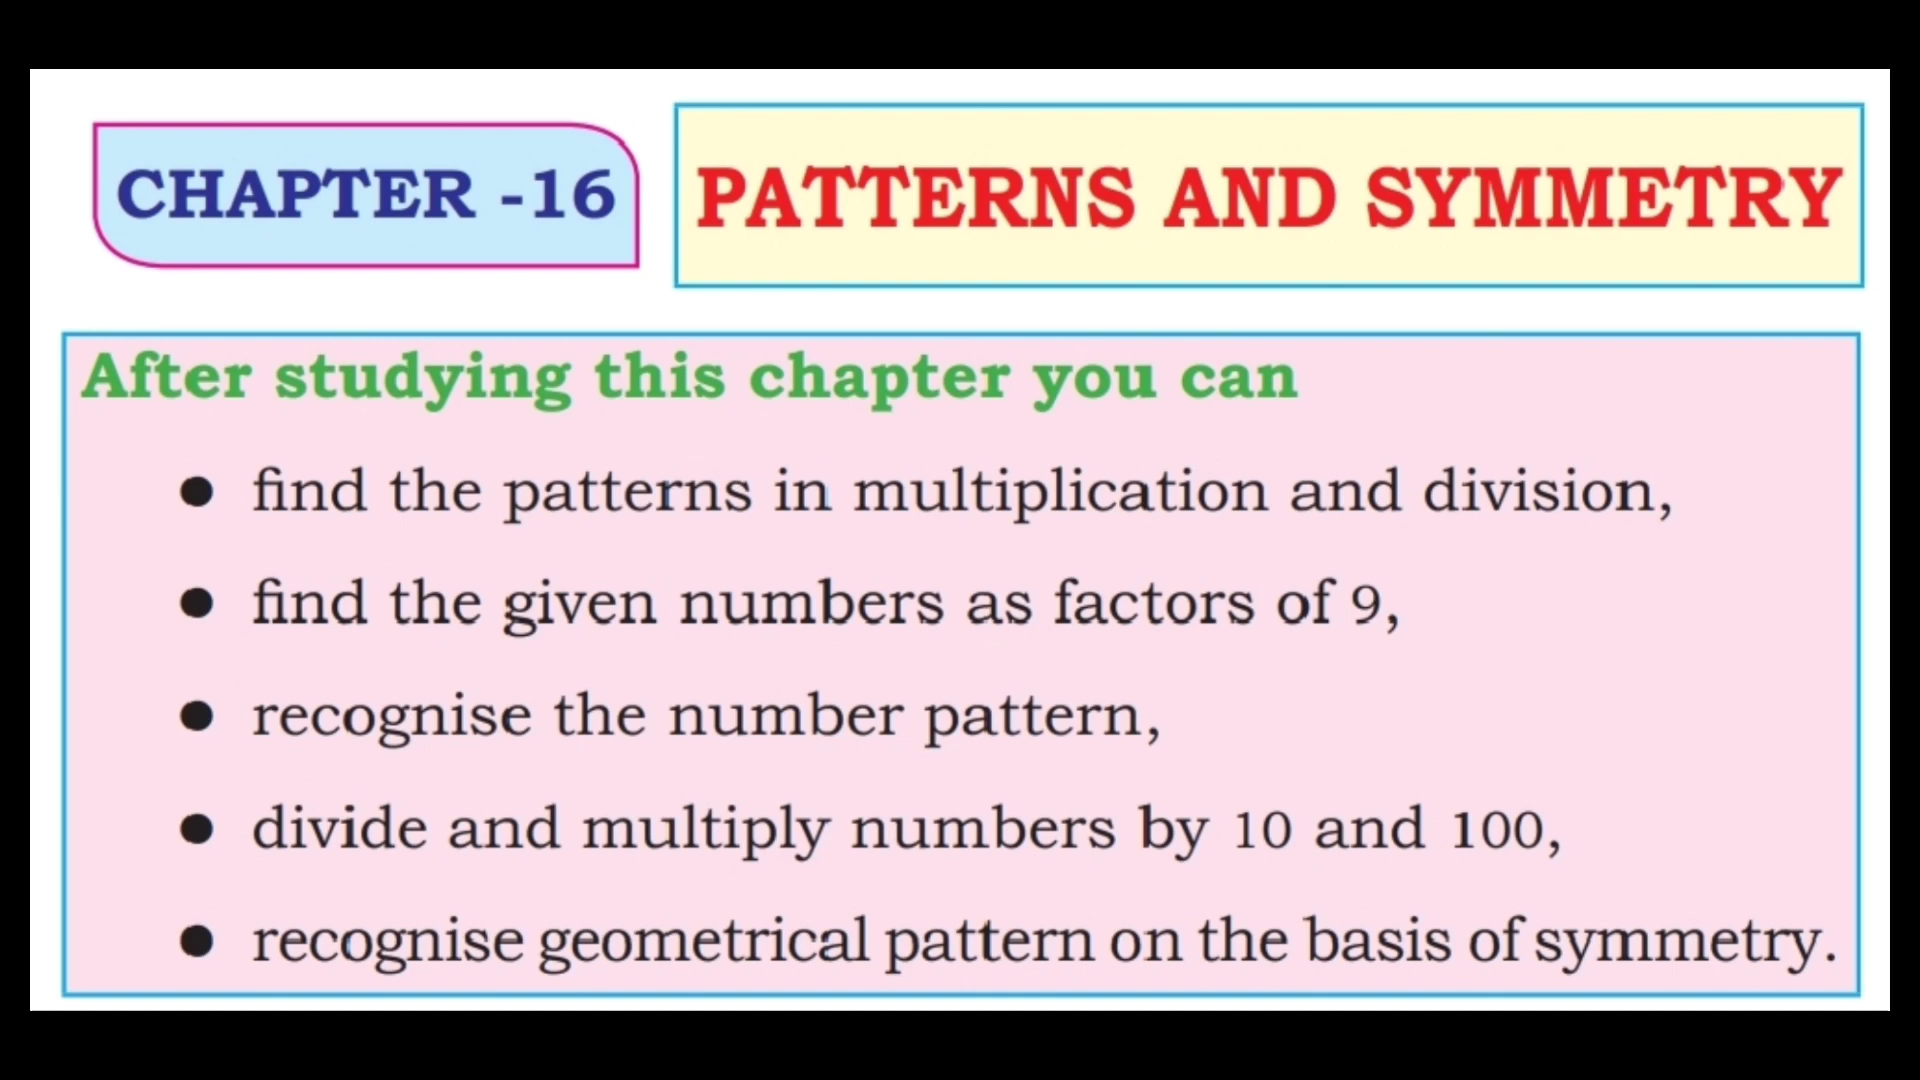 CHAPTER -16
PATTERNS AND SYMMETRY
After studying this chapter you can
● find the patterns in multiplication and division,
● find the given numbers as factors of 9,
● recognise the number pattern,
● divide and multiply numbers by 10 and 100,
● recognise geometrical pattern on the basis of symmetry.